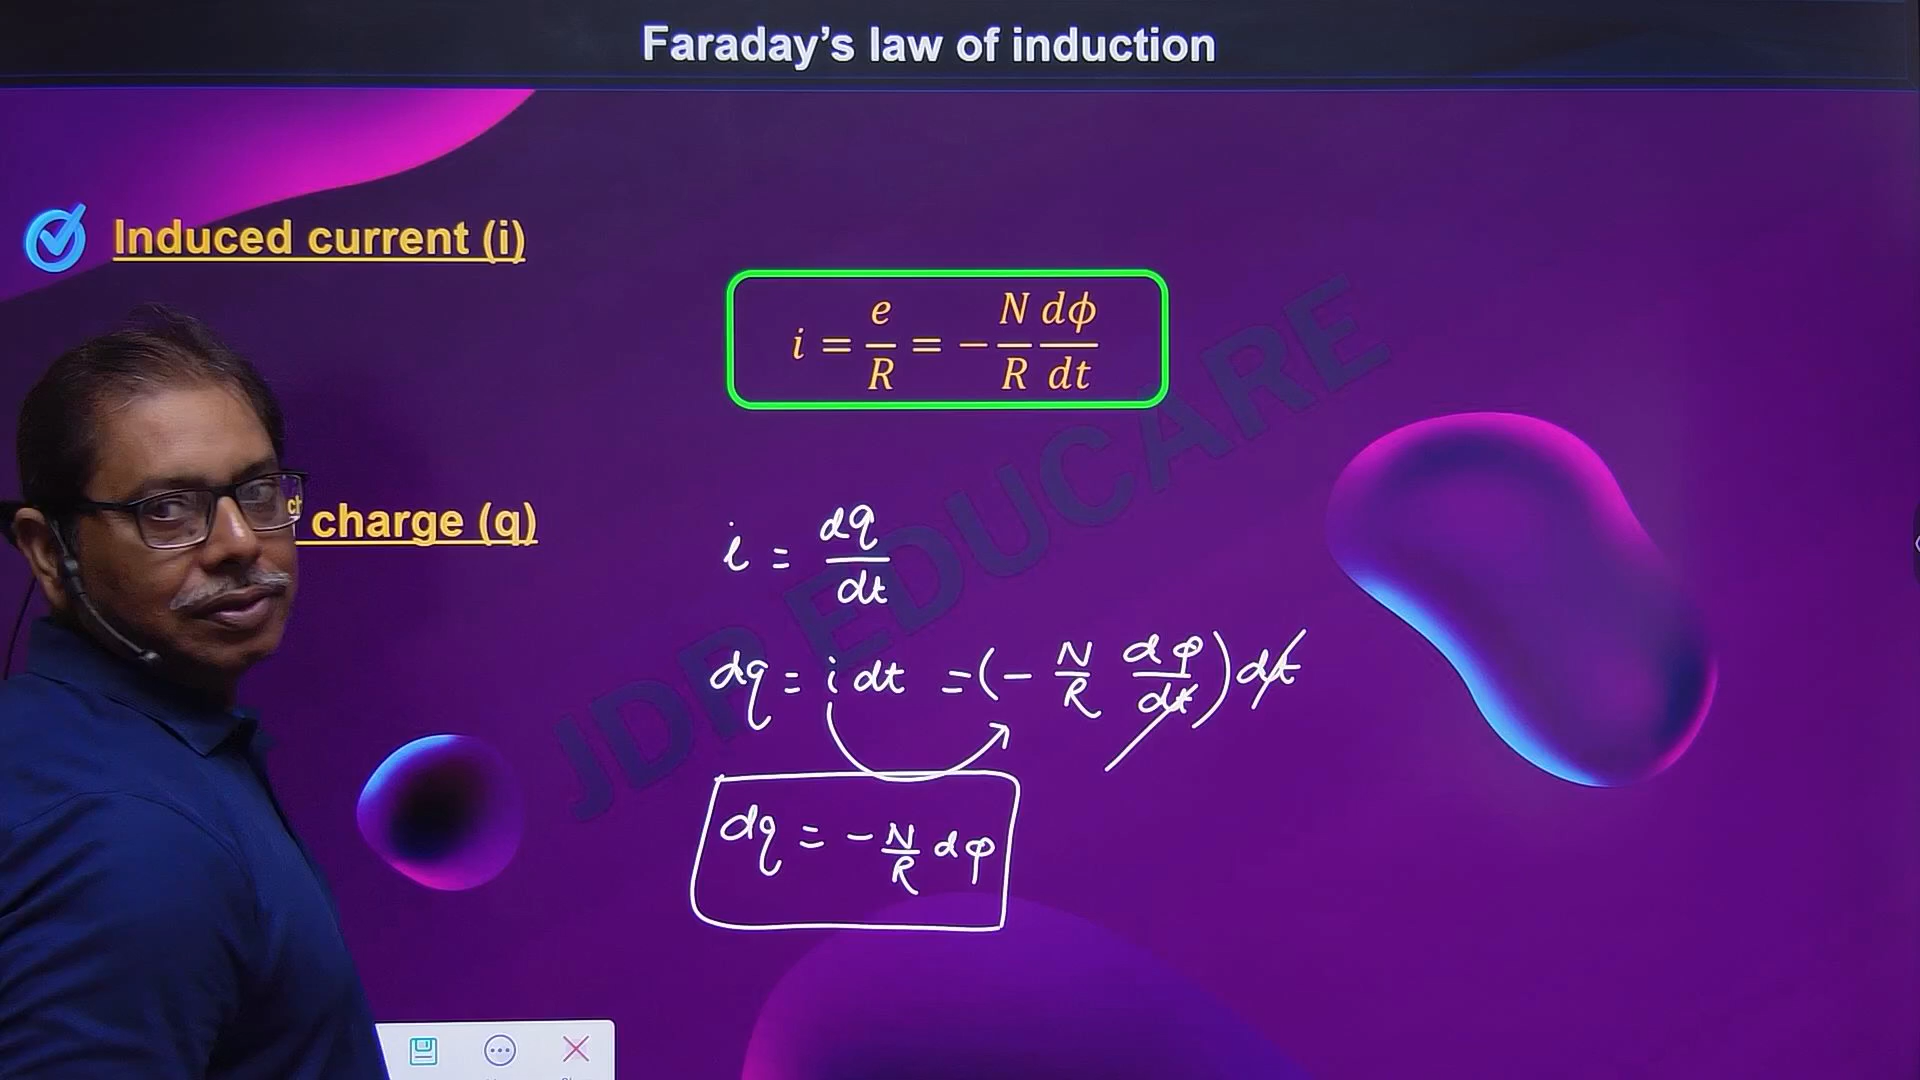 Faraday’s law of induction
Induced current (i)
i = e/R = − N/R dϕ/dt
charge (q)
i = dq/dt
dq = i dt = (− N/R dφ/dt) dt
dq = − N/R dφ
JDP EDUCARE